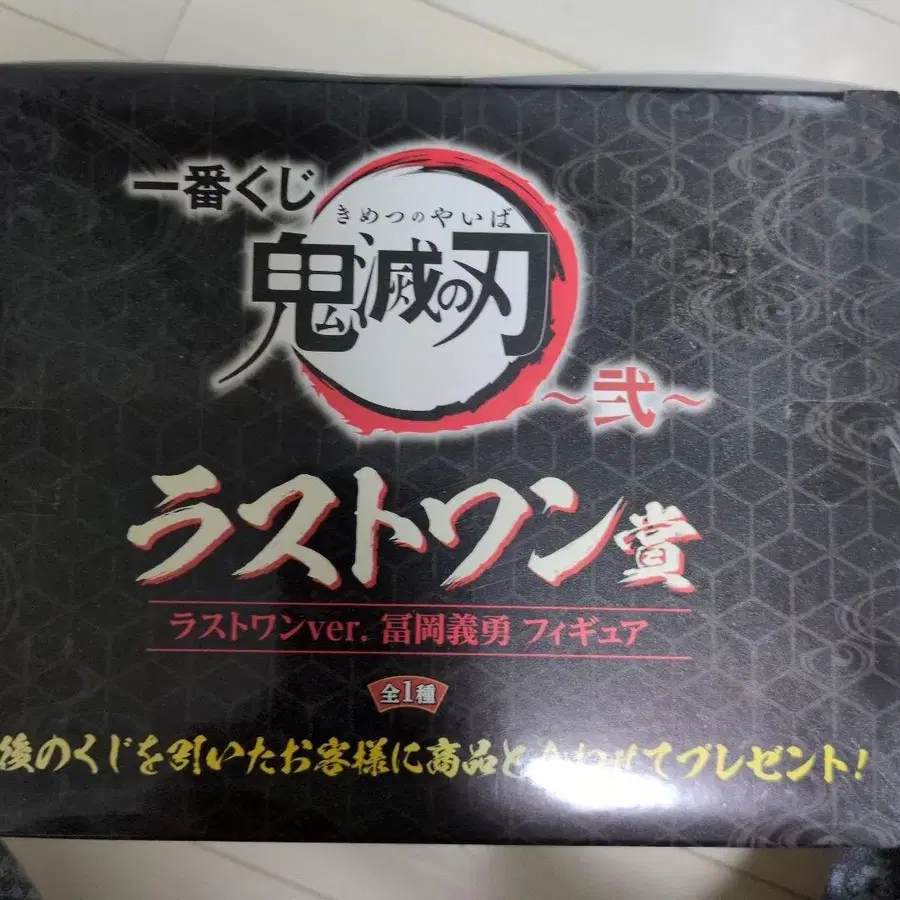 一番くじ
きめつのやいば
鬼滅の刃
～弐～
ラストワン賞
ラストワンver. 冨岡義勇 フィギュア
全1種
後のくじを引いたお客様に商品と わせてプレゼント!